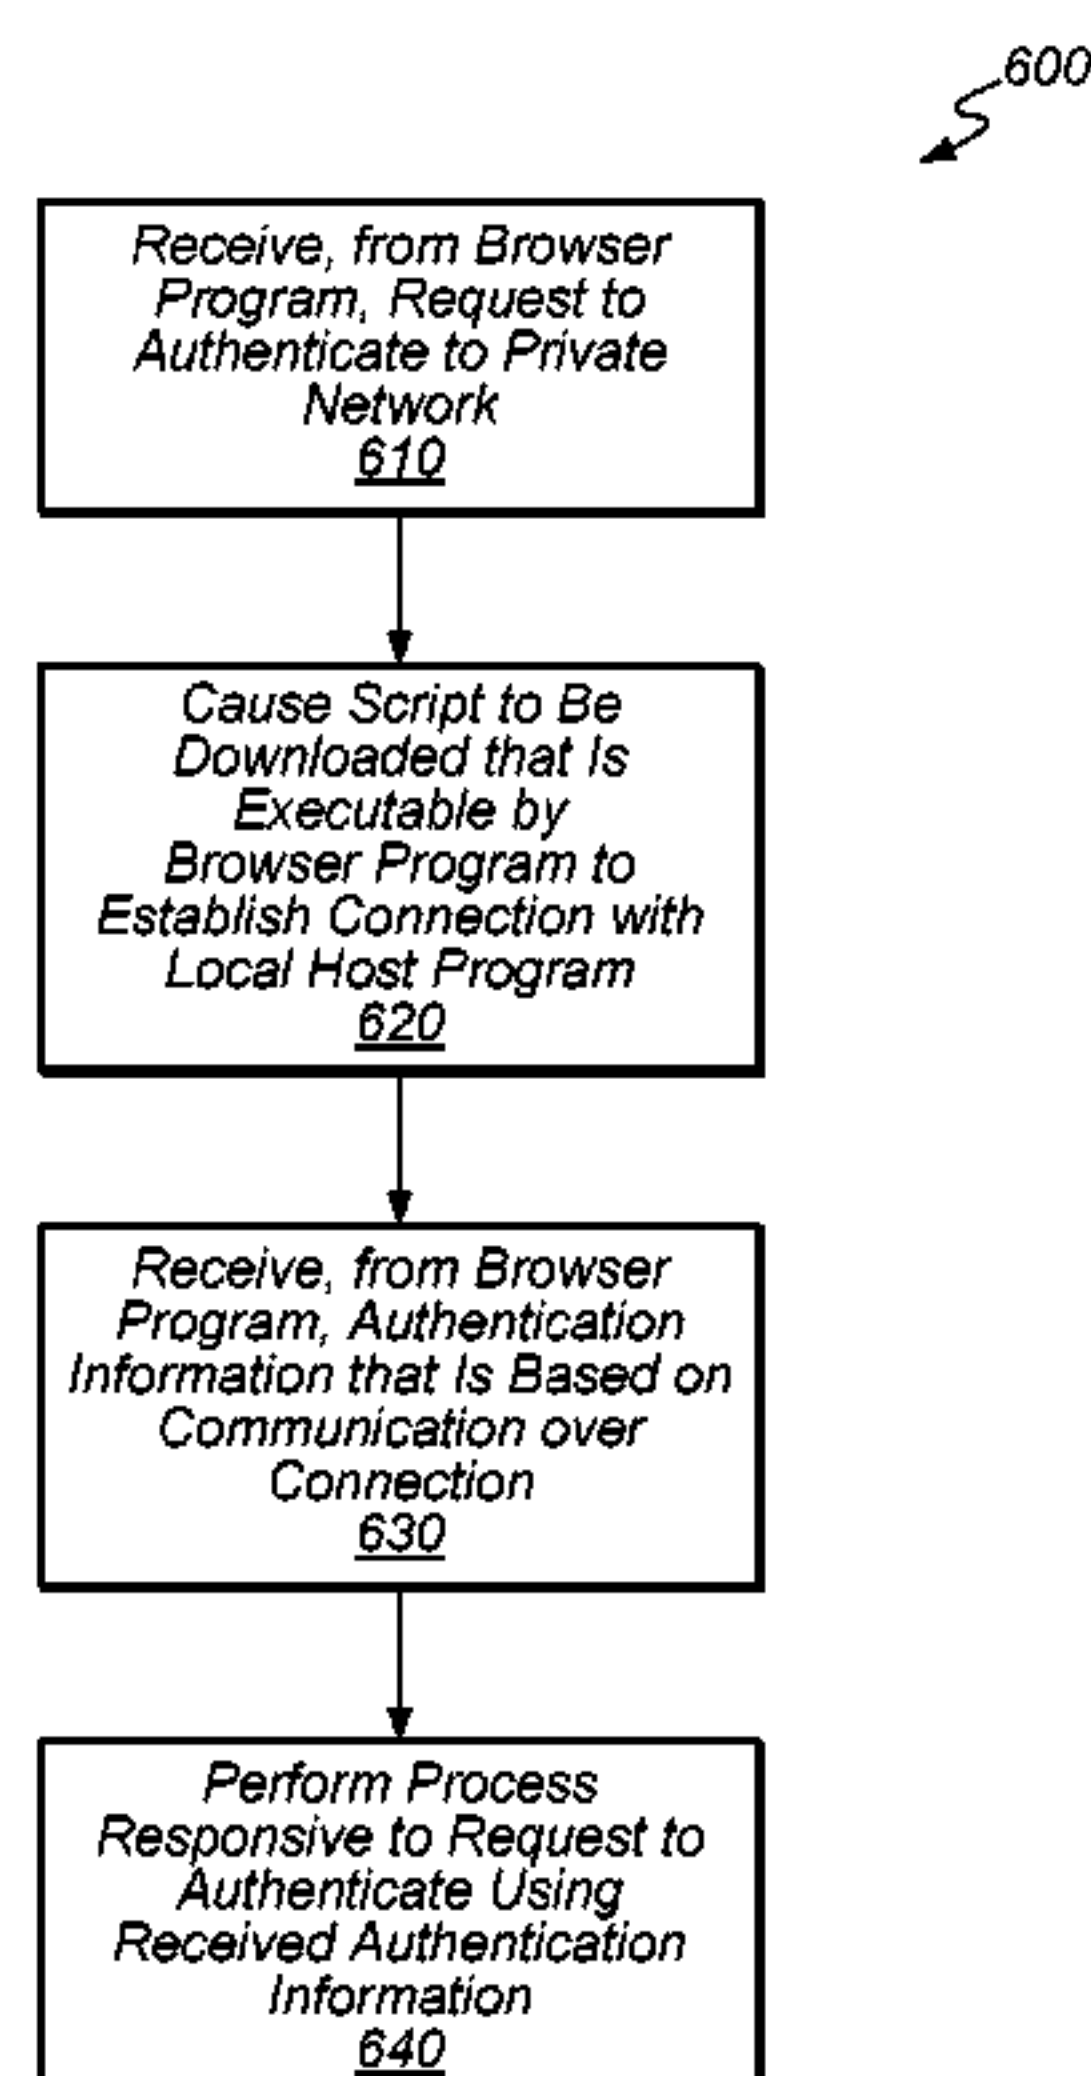 600
Receive, from Browser
Program, Request to
Authenticate to Private
Network
610
Cause Script to Be
Downloaded that Is
Executable by
Browser Program to
Establish Connection with
Local Host Program
620
Receive, from Browser
Program, Authentication
Information that Is Based on
Communication over
Connection
630
Perform Process
Responsive to Request to
Authenticate Using
Received Authentication
Information
640